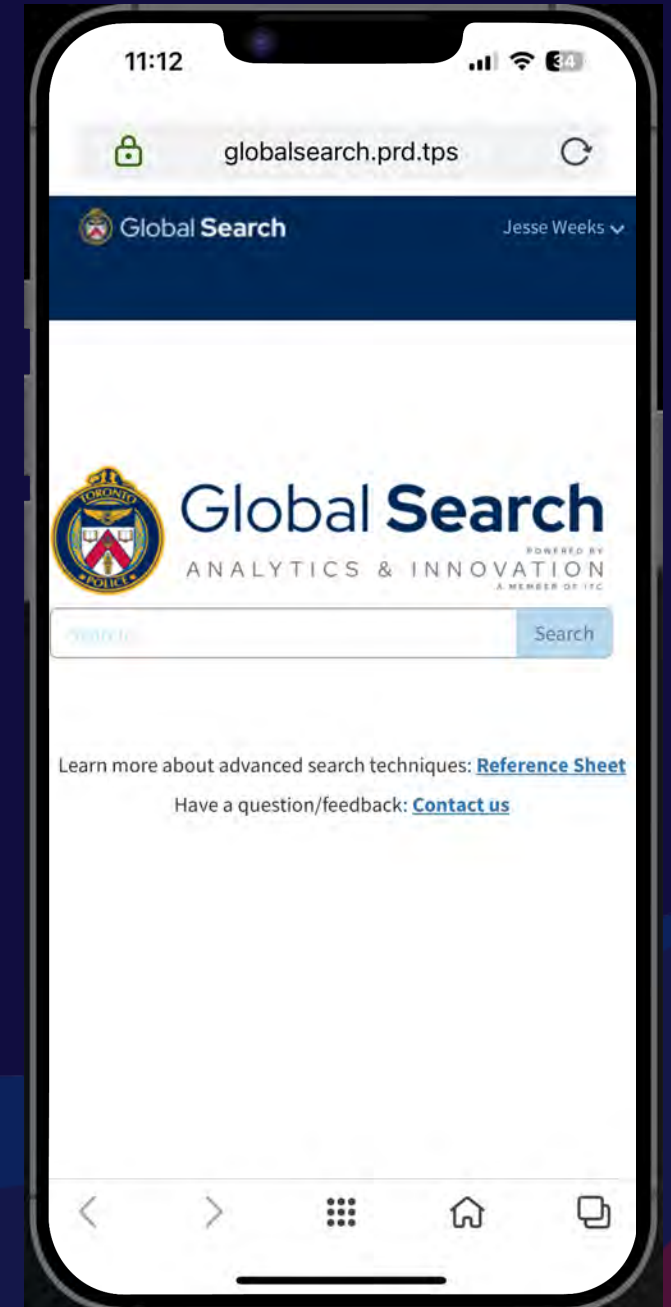 11:12
34
globalsearch.prd.tps
Global Search
Jesse Weeks
TORONTO
POLICE
Global Search
POWERED BY
ANALYTICS & INNOVATION
A MEMBER OF ITC
Search...
Search
Learn more about advanced search techniques: Reference Sheet
Have a question/feedback: Contact us